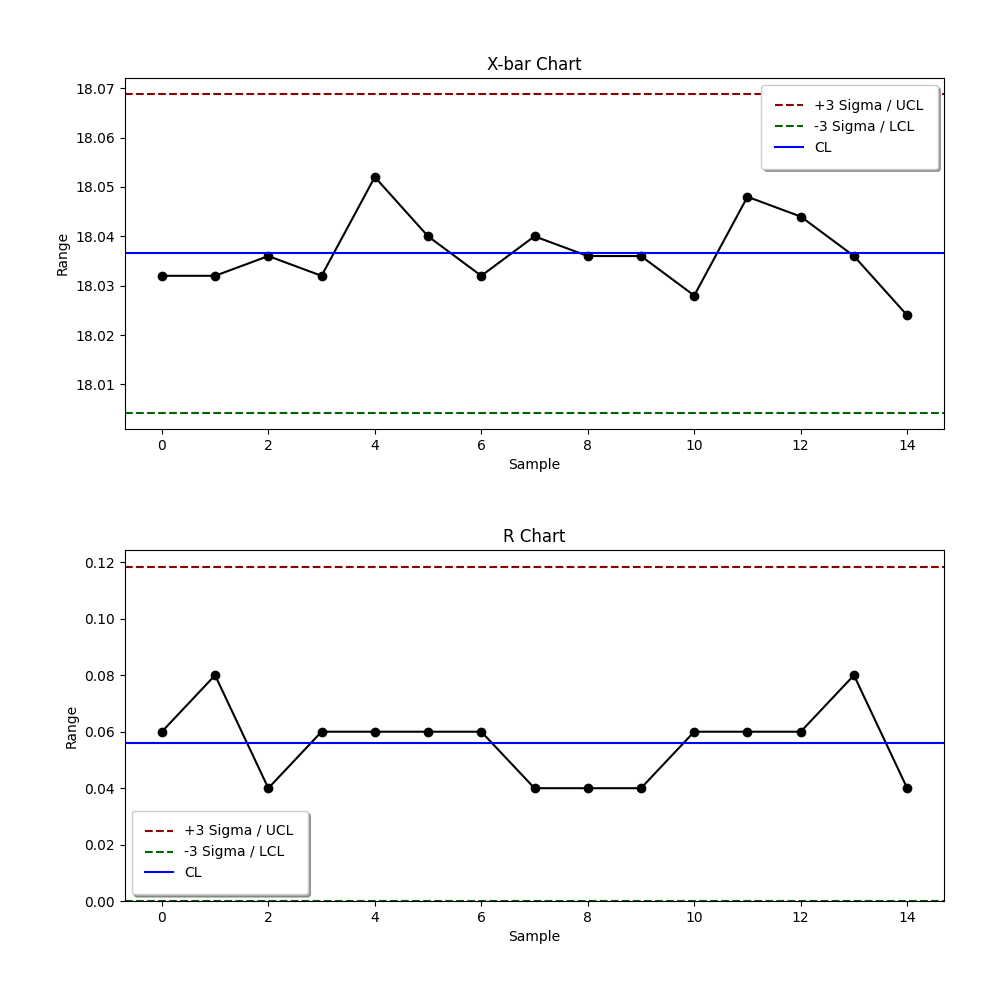 X-bar Chart
18.07
18.06
18.05
18.04
18.03
18.02
18.01
Range
+3 Sigma / UCL
-3 Sigma / LCL
CL
0 2 4 6 8 10 12 14
Sample
R Chart
0.12
0.10
0.08
0.06
0.04
0.02
0.00
Range
+3 Sigma / UCL
-3 Sigma / LCL
CL
0 2 4 6 8 10 12 14
Sample